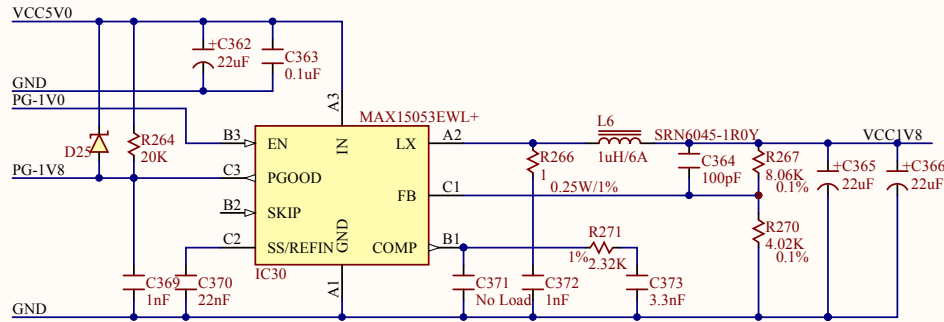 VCC5V0
+C362
22uF
C363
0.1uF
GND
PG-1V0
A3
MAX15053EWL+
B3
EN
IN
LX
A2
L6
SRN6045-1R0Y
VCC1V8
1uH/6A
D25
R264
20K
R266
1
0.25W/1%
C364
100pF
R267
8.06K
0.1%
+C365
22uF
+C366
22uF
PG-1V8
C3
PGOOD
FB
C1
B2
SKIP
R270
4.02K
0.1%
C2
SS/REFIN
GND
COMP
B1
R271
1%
2.32K
IC30
A1
C369
1nF
C370
22nF
C371
No Load
C372
1nF
C373
3.3nF
GND